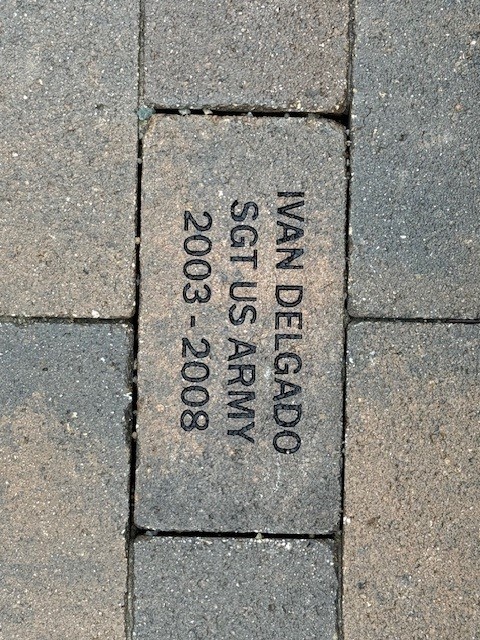 IVAN DELGADO
SGT US ARMY
2003 - 2008